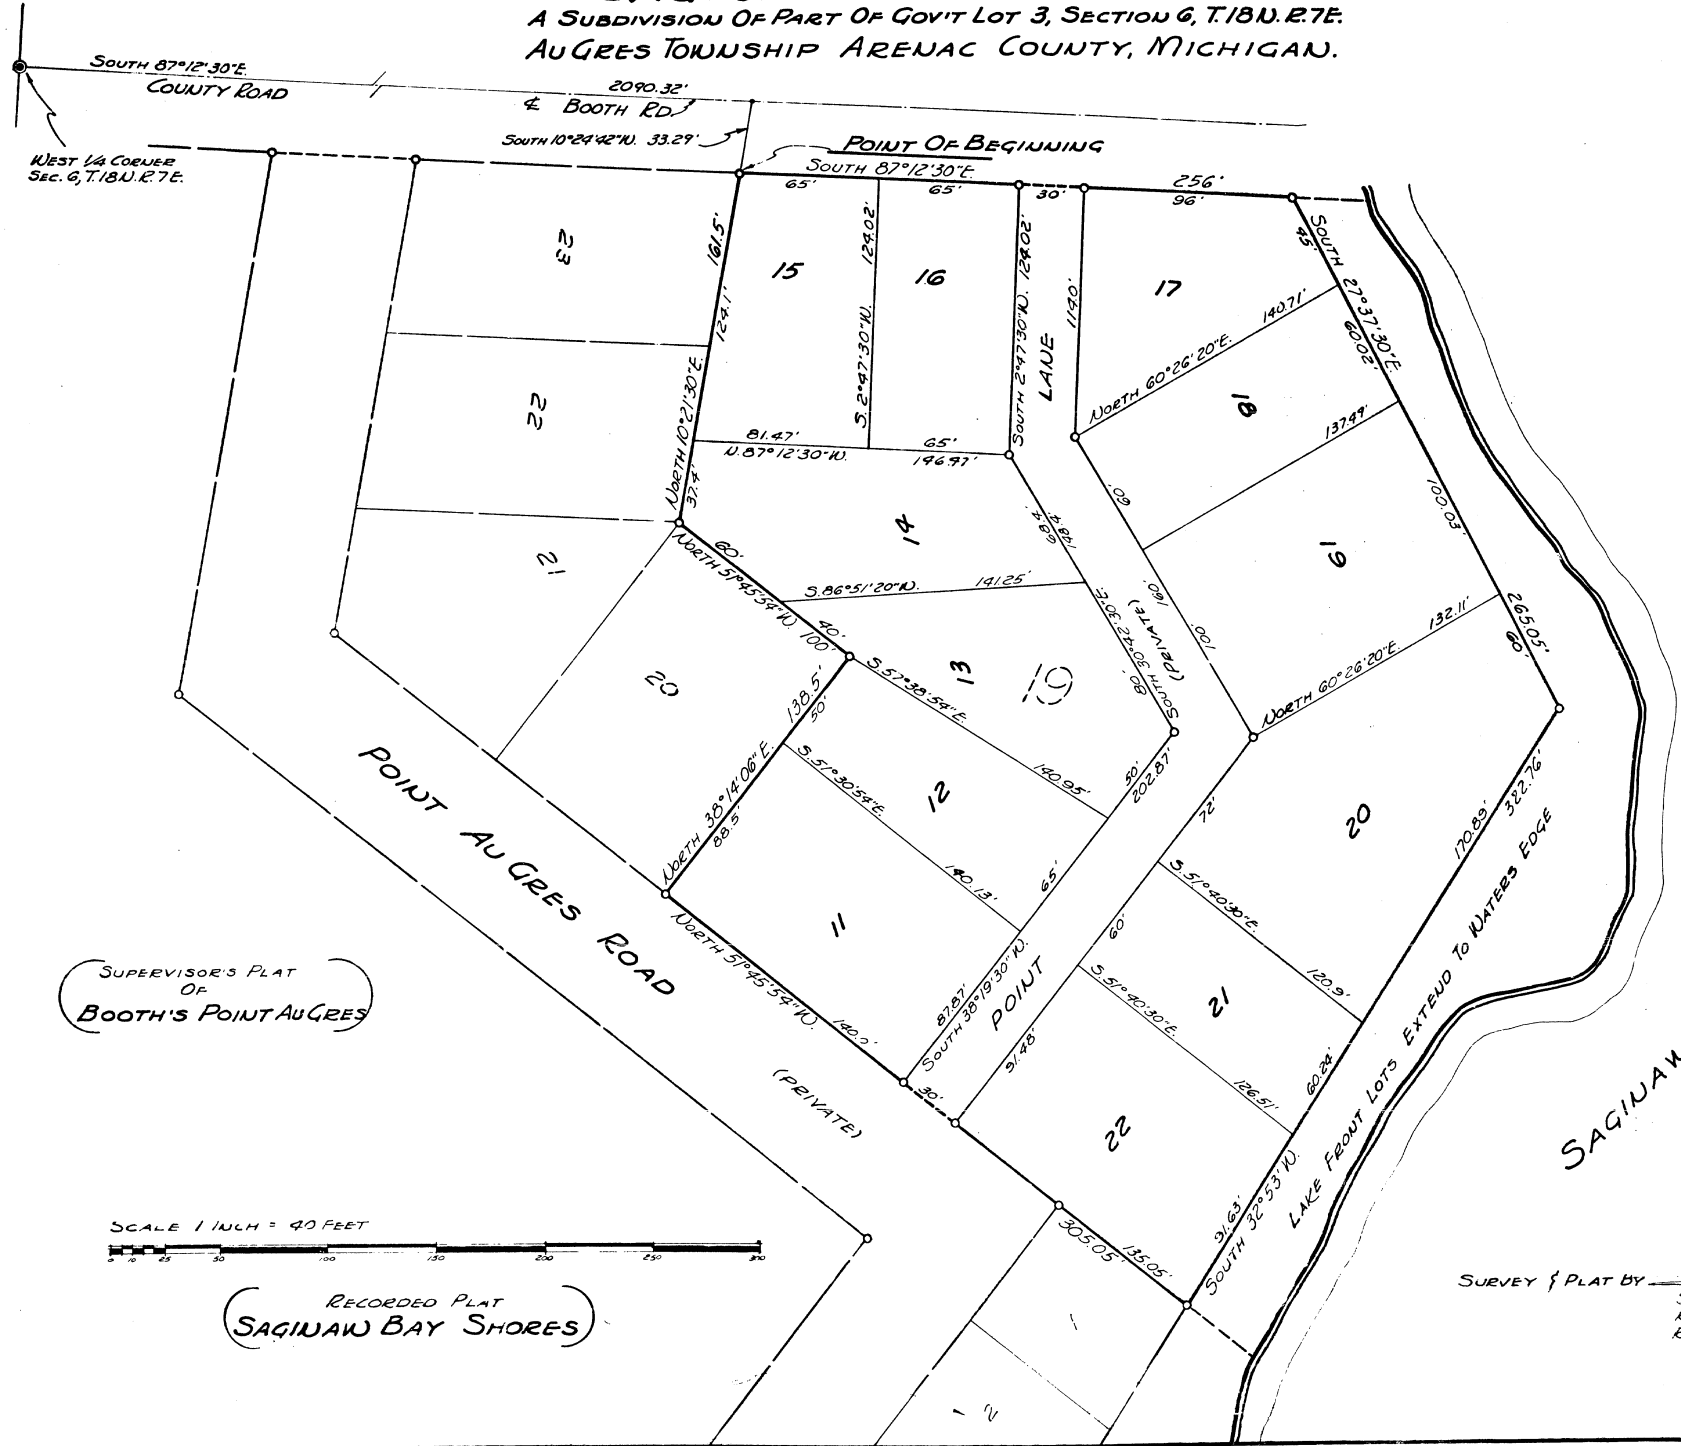 A SUBDIVISION OF PART OF GOV'T LOT 3, SECTION 6, T.18N. R.7E.
AU GRES TOWNSHIP ARENAC COUNTY, MICHIGAN.
SOUTH 87°12'30"E.
COUNTY ROAD
2090.32'
℄ BOOTH RD.
SOUTH 10°24'42"W. 33.29'
WEST 1/4 CORNER
SEC. 6, T.18N. R.7E.
POINT OF BEGINNING
SOUTH 87°12'30"E.
65'
65'
30'
256'
96'
23
161.5'
124.1'
NORTH 10°21'30"E.
37.4'
15
124.02'
S. 2°47'30"W.
16
SOUTH 2°47'30"W. 124.02'
LANE
1140'
17
SOUTH 27°37'30"E.
45'
60.02'
140.71'
NORTH 60°26'20"E.
18
137.49'
22
81.47'
N. 87°12'30"W.
65'
146.47'
14
60'
NORTH 51°45'54"W. 100'
40'
S. 86°51'20"W. 141.25'
68.4'
148.4'
SOUTH 30°42'30"E.
80'
(PRIVATE)
60'
160'
100'
19
100.03'
265.05'
60'
132.11'
NORTH 60°26'20"E.
21
20
13
19
S. 57°38'54"E.
140.95'
138.5'
50'
NORTH 38°14'06"E.
88.5'
S. 51°30'54"E.
140.13'
12
50'
202.87'
65'
87.87'
SOUTH 38°19'30"W.
11
POINT AU GRES ROAD
(PRIVATE)
NORTH 51°45'54"W.
POINT
72'
60'
91.48'
30'
20
322.76'
170.89'
S. 51°40'30"E.
120.9'
21
S. 51°40'30"E.
126.51'
60.24'
22
91.63'
SOUTH 32°53'W.
LAKE FRONT LOTS EXTEND TO WATERS EDGE
305.05'
135.05'
SAGINAW
SUPERVISOR'S PLAT
OF
BOOTH'S POINT AU GRES
SCALE 1 INCH = 40 FEET
0 10 25 50 100 150 200 250 300
RECORDED PLAT
SAGINAW BAY SHORES
SURVEY & PLAT BY
1
2